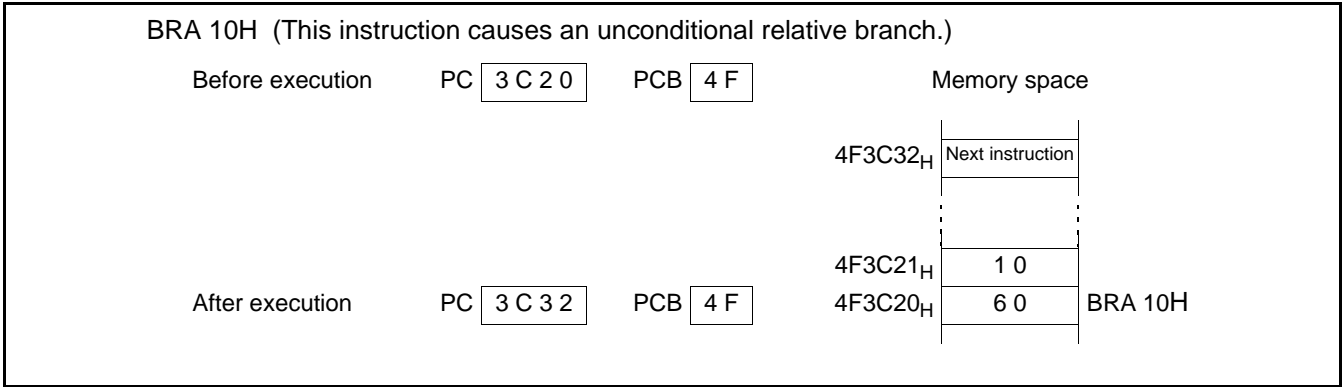 BRA 10H (This instruction causes an unconditional relative branch.)
Before execution PC 3 C 2 0 PCB 4 F Memory space
4F3C32H Next instruction
4F3C21H 1 0
After execution PC 3 C 3 2 PCB 4 F 4F3C20H 6 0 BRA 10H